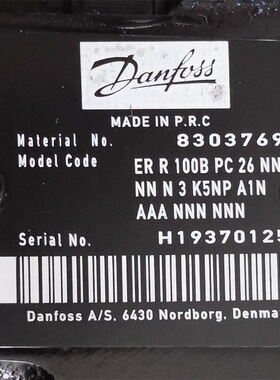 Danfoss
MADE IN P.R.C
Material No. 8303769
Model Code ER R 100B PC 26 NN
NN N 3 K5NP A1N
AAA NNN NNN
Serial No. H19370125
Danfoss A/S, 6430 Nordborg, Denma